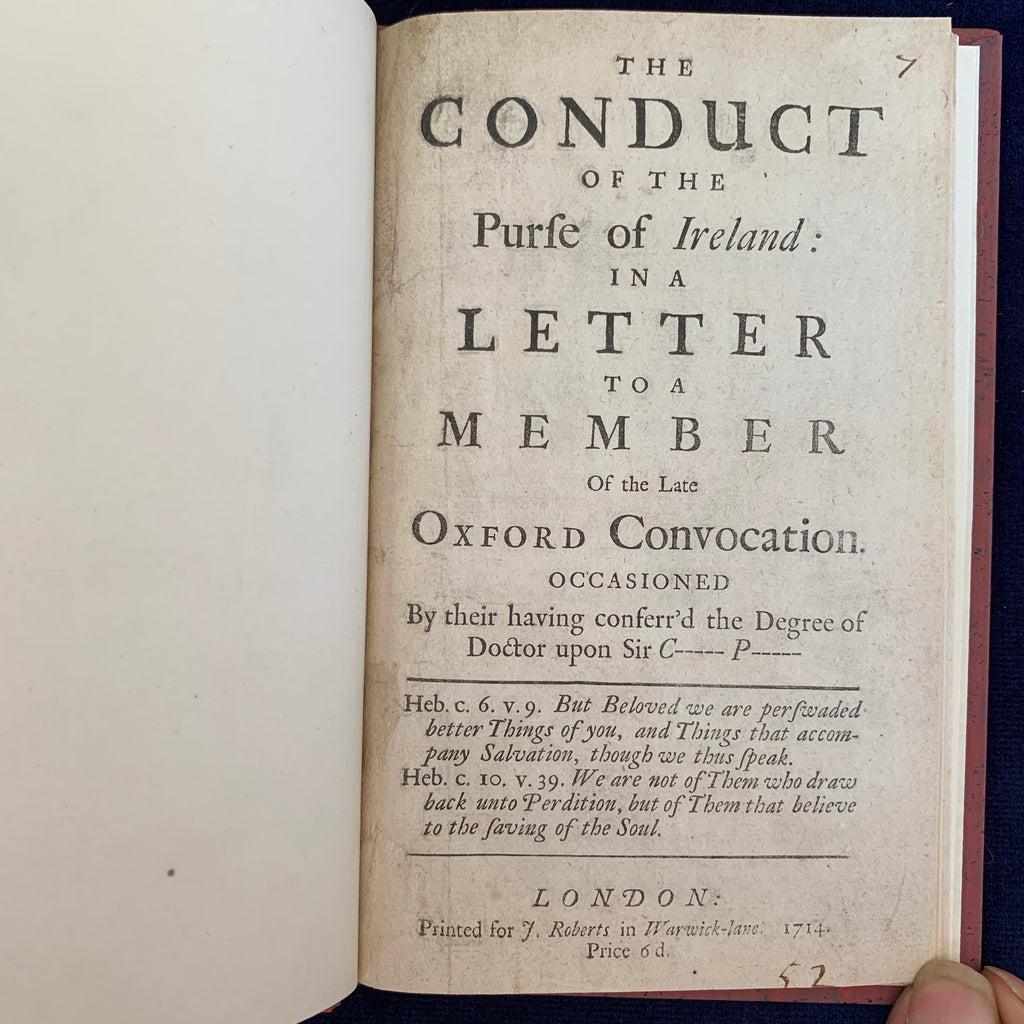 7
THE
CONDUCT
OF THE
Purſe of Ireland:
IN A
LETTER
TO A
MEMBER
Of the Late
OXFORD Convocation.
OCCASIONED
By their having conferr'd the Degree of
Doctor upon Sir C----- P-----
Heb. c. 6. v. 9. But Beloved we are perſwaded
better Things of you, and Things that accom-
pany Salvation, though we thus ſpeak.
Heb. c. 10. v. 39. We are not of Them who draw
back unto Perdition, but of Them that believe
to the ſaving of the Soul.
LONDON:
Printed for J. Roberts in Warwick-lane. 1714.
Price 6 d.
52